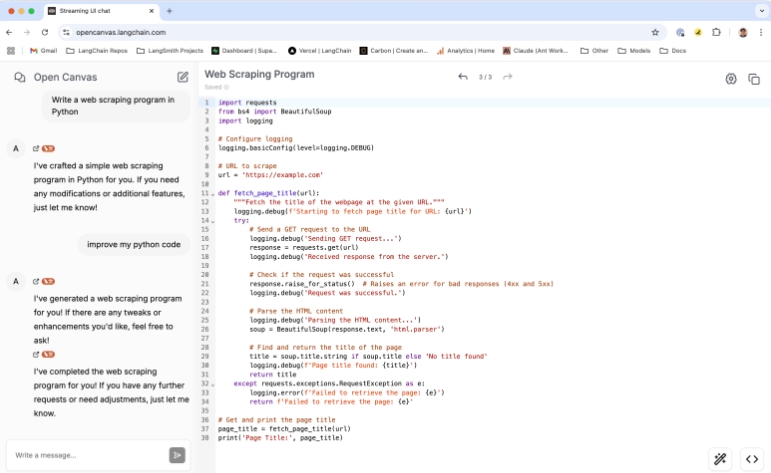 Streaming UI chat
opencanvas.langchain.com
Gmail
LangChain Repos
LangSmith Projects
Dashboard | Supa...
Vercel | LangChain
Carbon | Create an...
Analytics | Home
Claude (Ant Work...
Other
Models
Docs
Open Canvas
Write a web scraping program in
Python
A
I've crafted a simple web scraping
program in Python for you. If you need
any modifications or additional features,
just let me know!
improve my python code
A
I've generated a web scraping program
for you! If there are any tweaks or
enhancements you'd like, feel free to
ask!
I've completed the web scraping
program for you! If you have any further
requests or need adjustments, just let me
know.
Write a message...
Web Scraping Program
Saved
3 / 3
1 import requests
2 from bs4 import BeautifulSoup
3 import logging
4
5 # Configure logging
6 logging.basicConfig(level=logging.DEBUG)
7
8 # URL to scrape
9 url = 'https://example.com'
10
11 def fetch_page_title(url):
12     """Fetch the title of the webpage at the given URL."""
13     logging.debug(f'Starting to fetch page title for URL: {url}')
14     try:
15         # Send a GET request to the URL
16         logging.debug('Sending GET request...')
17         response = requests.get(url)
18         logging.debug('Received response from the server.')
19
20         # Check if the request was successful
21         response.raise_for_status()  # Raises an error for bad responses (4xx and 5xx)
22         logging.debug('Request was successful.')
23
24         # Parse the HTML content
25         logging.debug('Parsing the HTML content...')
26         soup = BeautifulSoup(response.text, 'html.parser')
27
28         # Find and return the title of the page
29         title = soup.title.string if soup.title else 'No title found'
30         logging.debug(f'Page title found: {title}')
31         return title
32     except requests.exceptions.RequestException as e:
33         logging.error(f'Failed to retrieve the page: {e}')
34         return f'Failed to retrieve the page: {e}'
35
36 # Get and print the page title
37 page_title = fetch_page_title(url)
38 print('Page Title:', page_title)